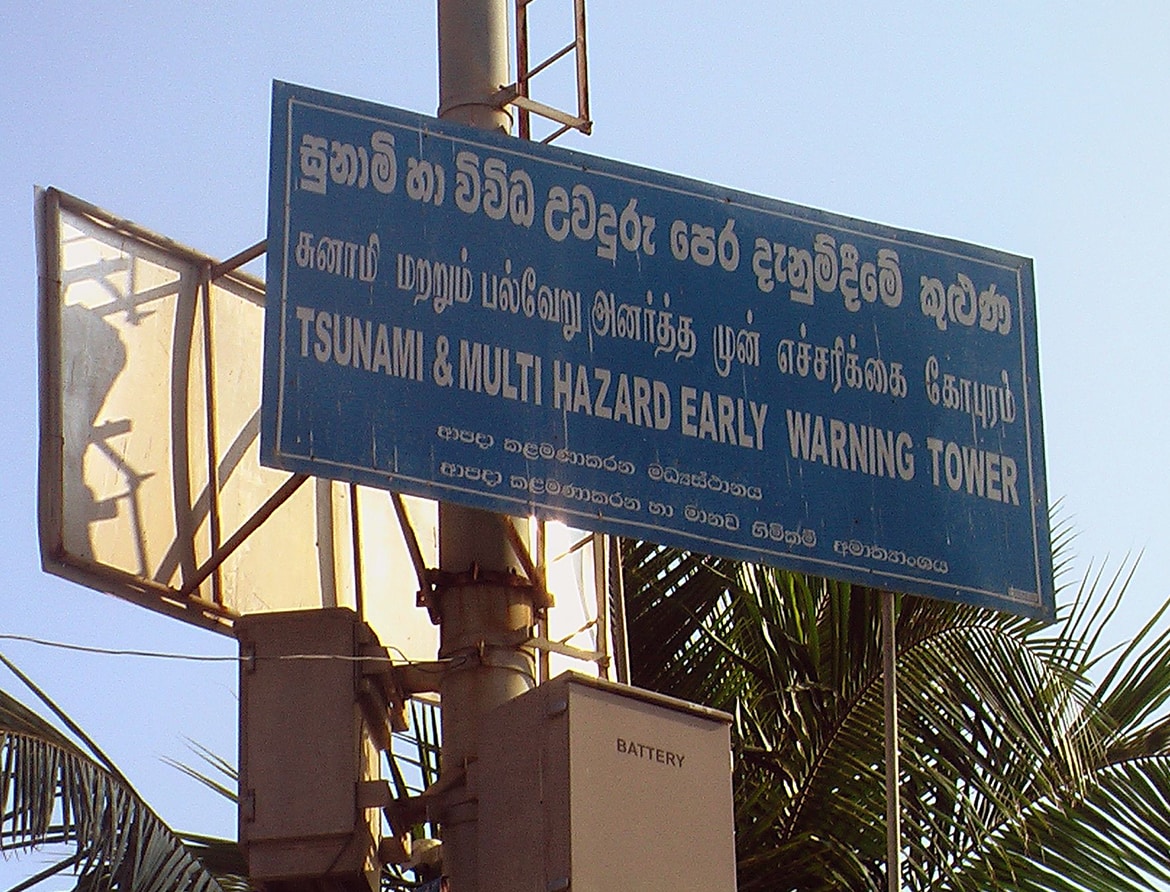 සුනාමි හා විවිධ උවදුරු පෙර දැනුම්දීමේ කුළුණ
சுனாமி மற்றும் பல்வேறு அனர்த்த முன் எச்சரிக்கை கோபுரம்
TSUNAMI & MULTI HAZARD EARLY WARNING TOWER
ආපදා කළමණාකරන මධ්‍යස්ථානය
ආපදා කළමණාකරන හා මානව හිමිකම් අමාත්‍යාංශය
BATTERY